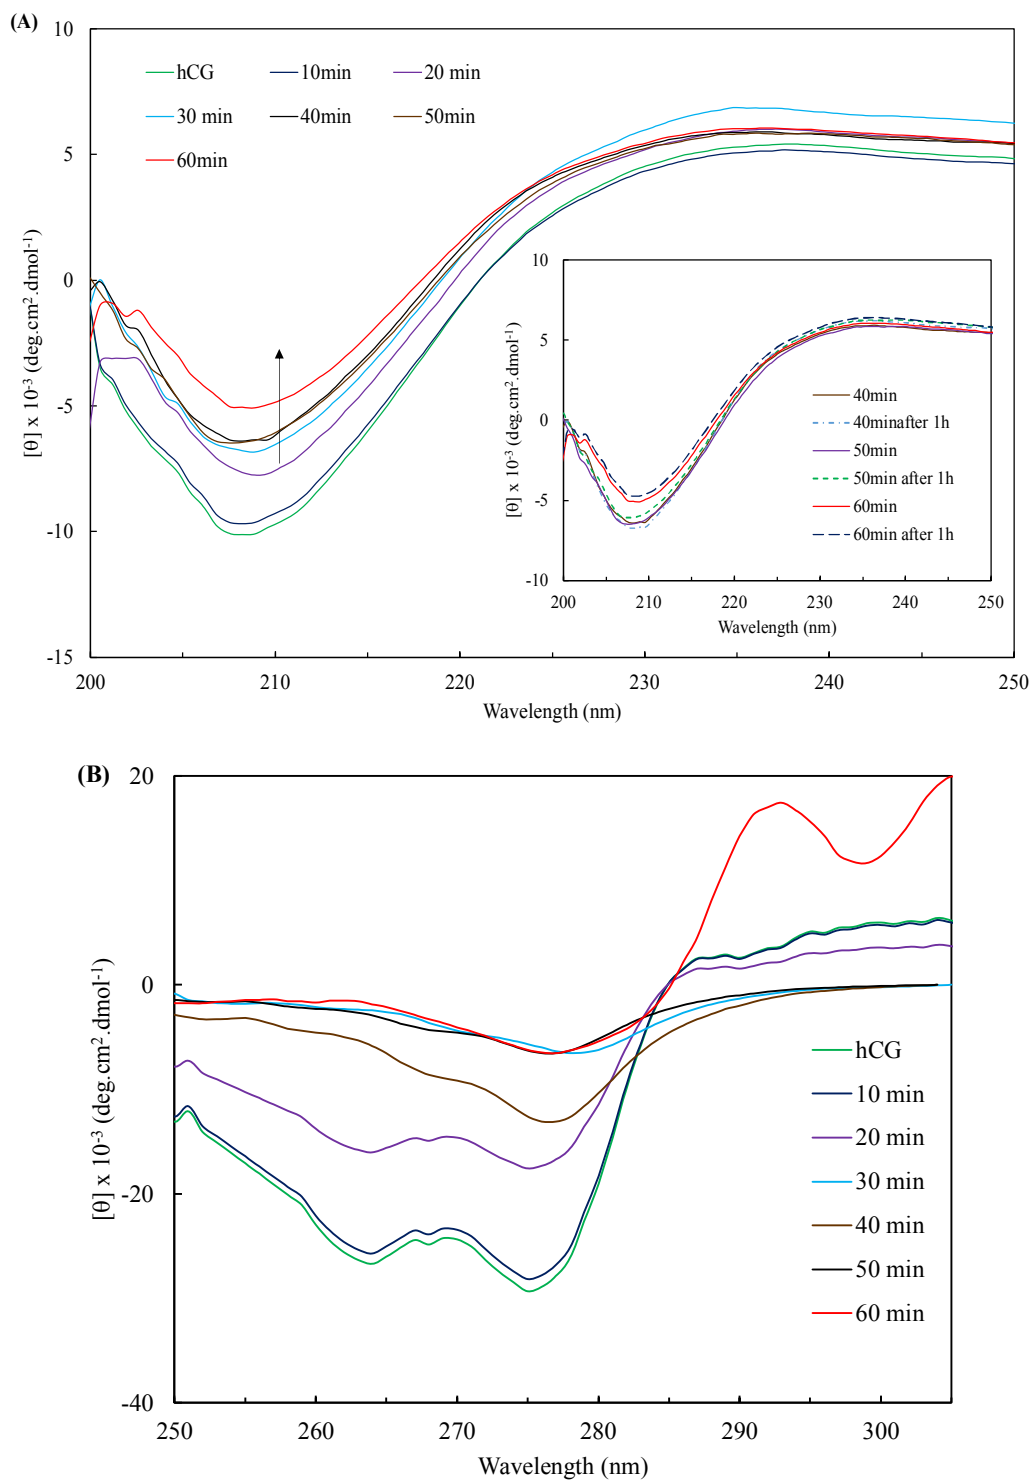 (A)
10
5
0
-5
-10
-15
[θ] x 10⁻³ (deg.cm².dmol⁻¹)
hCG 10min 20 min
30 min 40min 50min
60min
200 210 220 230 240 250
Wavelength (nm)
10
5
0
-5
-10
[θ] x 10⁻³ (deg.cm².dmol⁻¹)
40min
40minafter 1h
50min
50min after 1h
60min
60min after 1h
200 210 220 230 240 250
Wavelength (nm)
(B)
20
0
-20
-40
[θ] x 10⁻³ (deg.cm².dmol⁻¹)
hCG
10 min
20 min
30 min
40 min
50 min
60 min
250 260 270 280 290 300
Wavelength (nm)